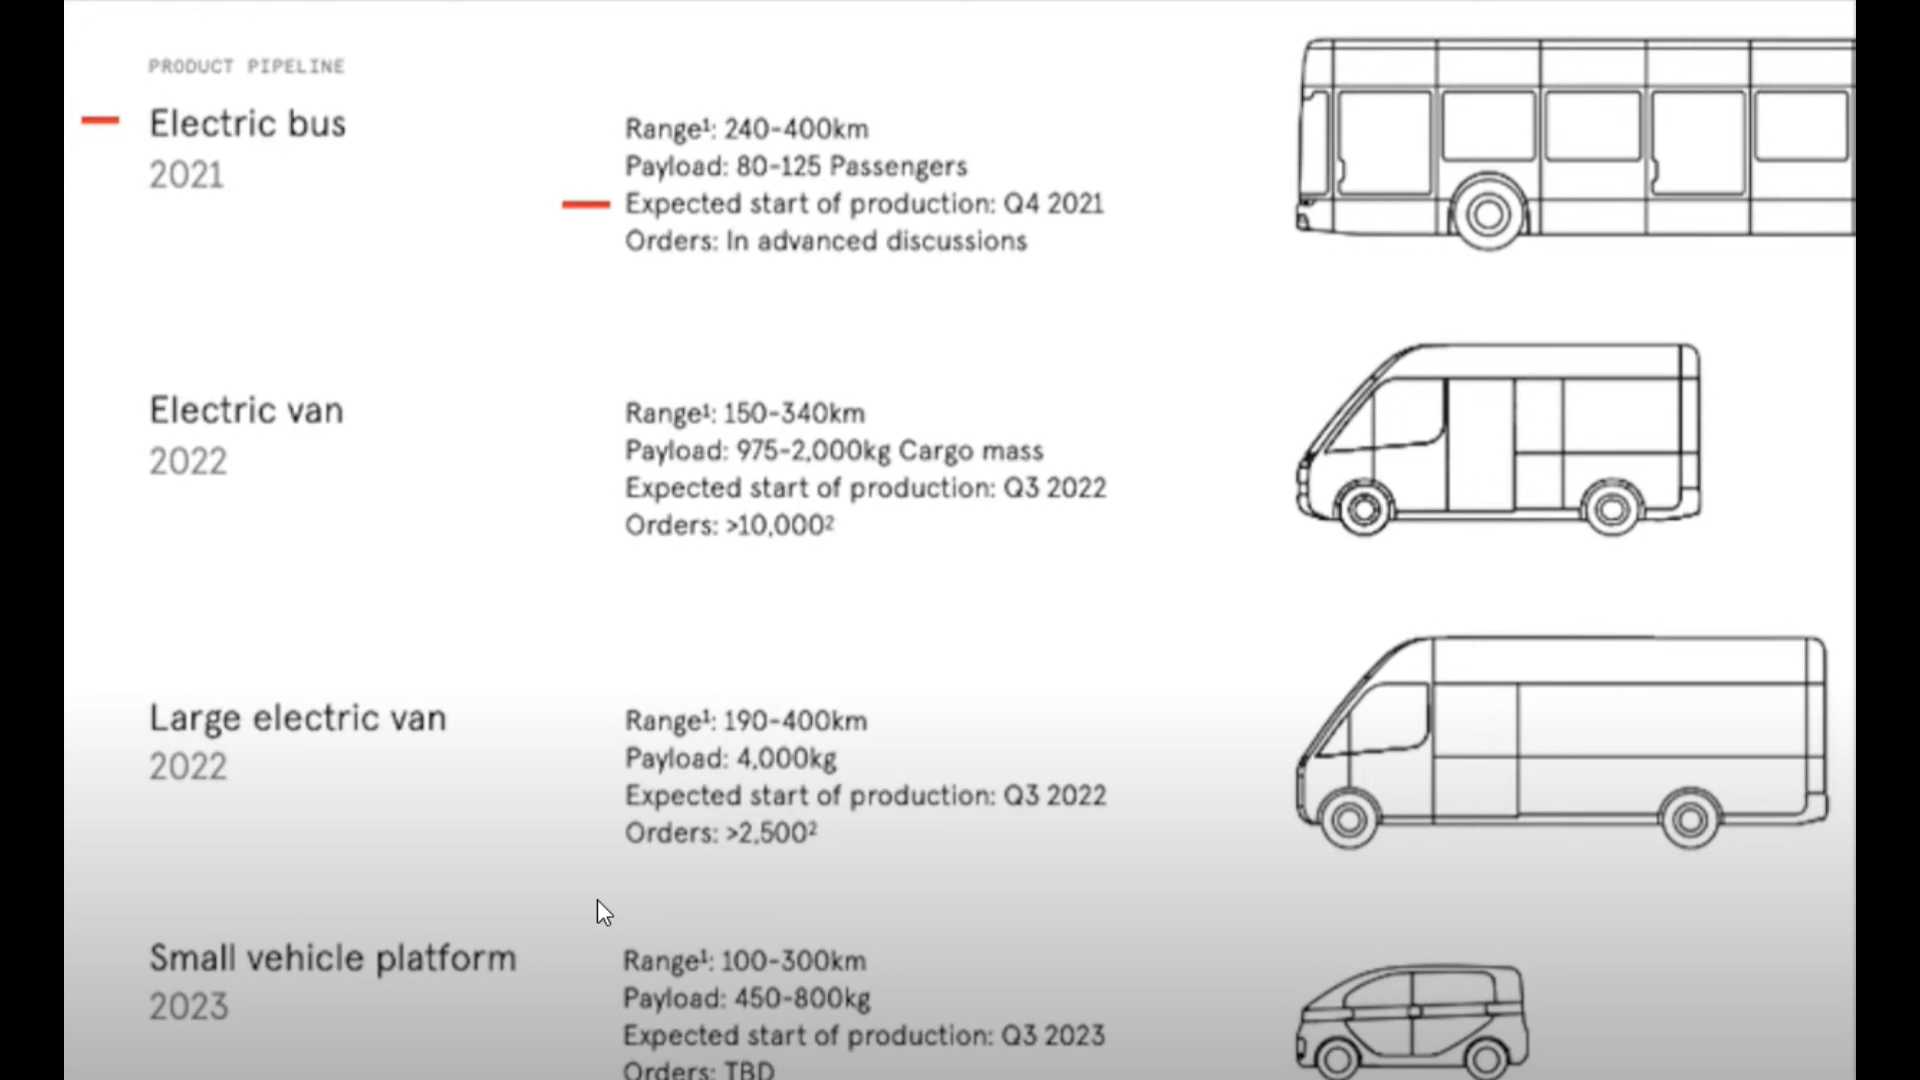 PRODUCT PIPELINE
Electric bus
2021
Range¹: 240-400km
Payload: 80-125 Passengers
Expected start of production: Q4 2021
Orders: In advanced discussions
Electric van
2022
Range¹: 150-340km
Payload: 975-2,000kg Cargo mass
Expected start of production: Q3 2022
Orders: >10,000²
Large electric van
2022
Range¹: 190-400km
Payload: 4,000kg
Expected start of production: Q3 2022
Orders: >2,500²
Small vehicle platform
2023
Range¹: 100-300km
Payload: 450-800kg
Expected start of production: Q3 2023
Orders: TBD